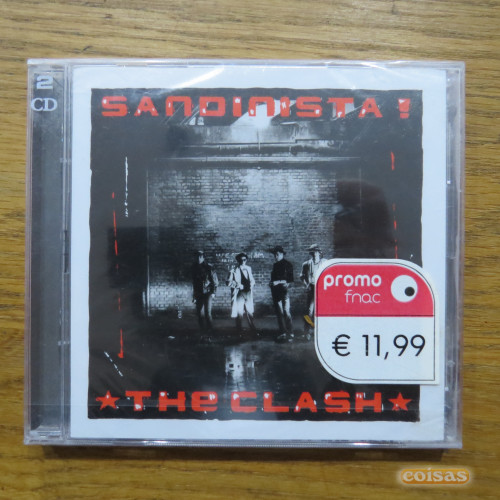 2
CD
SANDINISTA !
promo
fnac
€ 11,99
★THE CLASH★
coisas